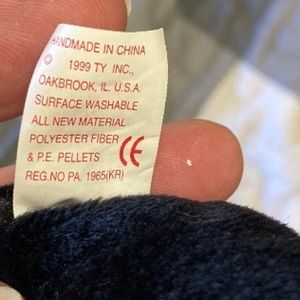 HANDMADE IN CHINA
© 1999 TY INC.,
OAKBROOK, IL. U.S.A.
SURFACE WASHABLE
ALL NEW MATERIAL
POLYESTER FIBER
& P.E. PELLETS CE
REG.NO PA. 1965(KR)